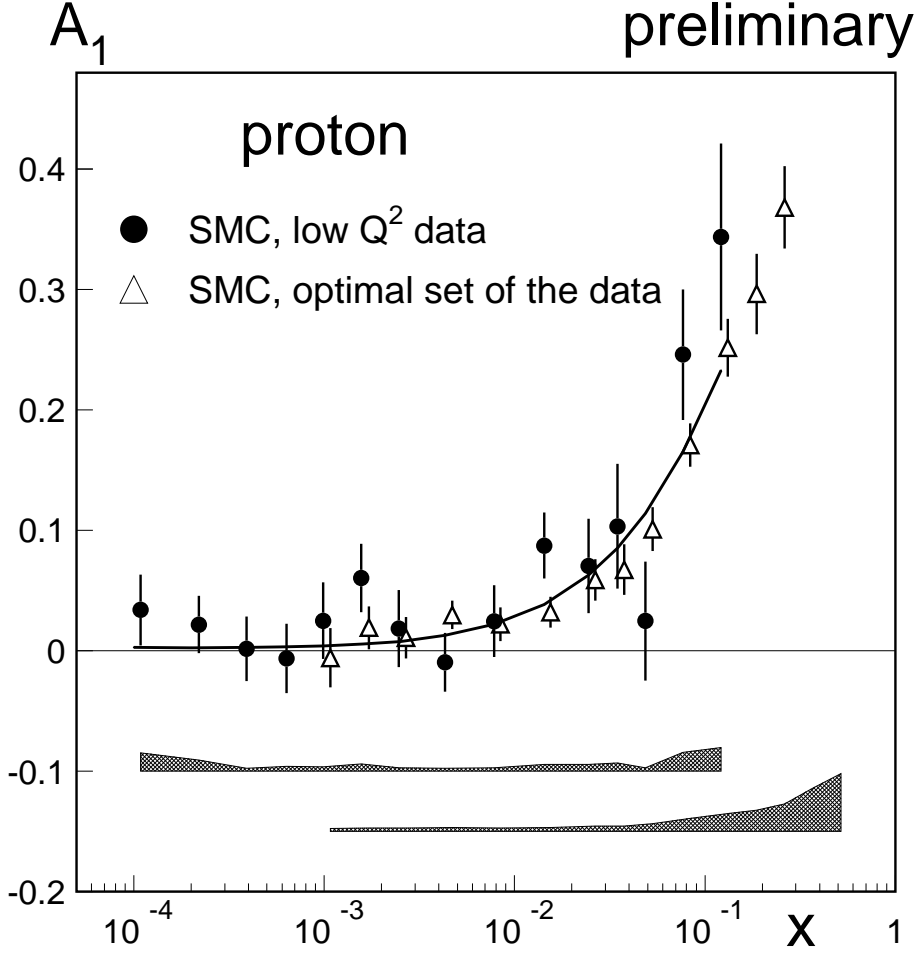 A₁ preliminary
proton
SMC, low Q² data
SMC, optimal set of the data
0.4
0.3
0.2
0.1
0
-0.1
-0.2
10⁻⁴ 10⁻³ 10⁻² 10⁻¹ x 1